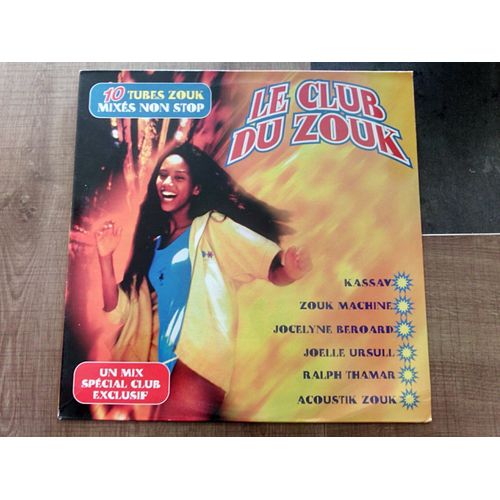 10 TUBES ZOUK
MIXÉS NON STOP
LE CLUB
DU ZOUK
KASSAV
ZOUK MACHINE
JOCELYNE BEROARD
JOELLE URSULL
RALPH THAMAR
ACOUSTIK ZOUK
UN MIX
SPÉCIAL CLUB
EXCLUSIF